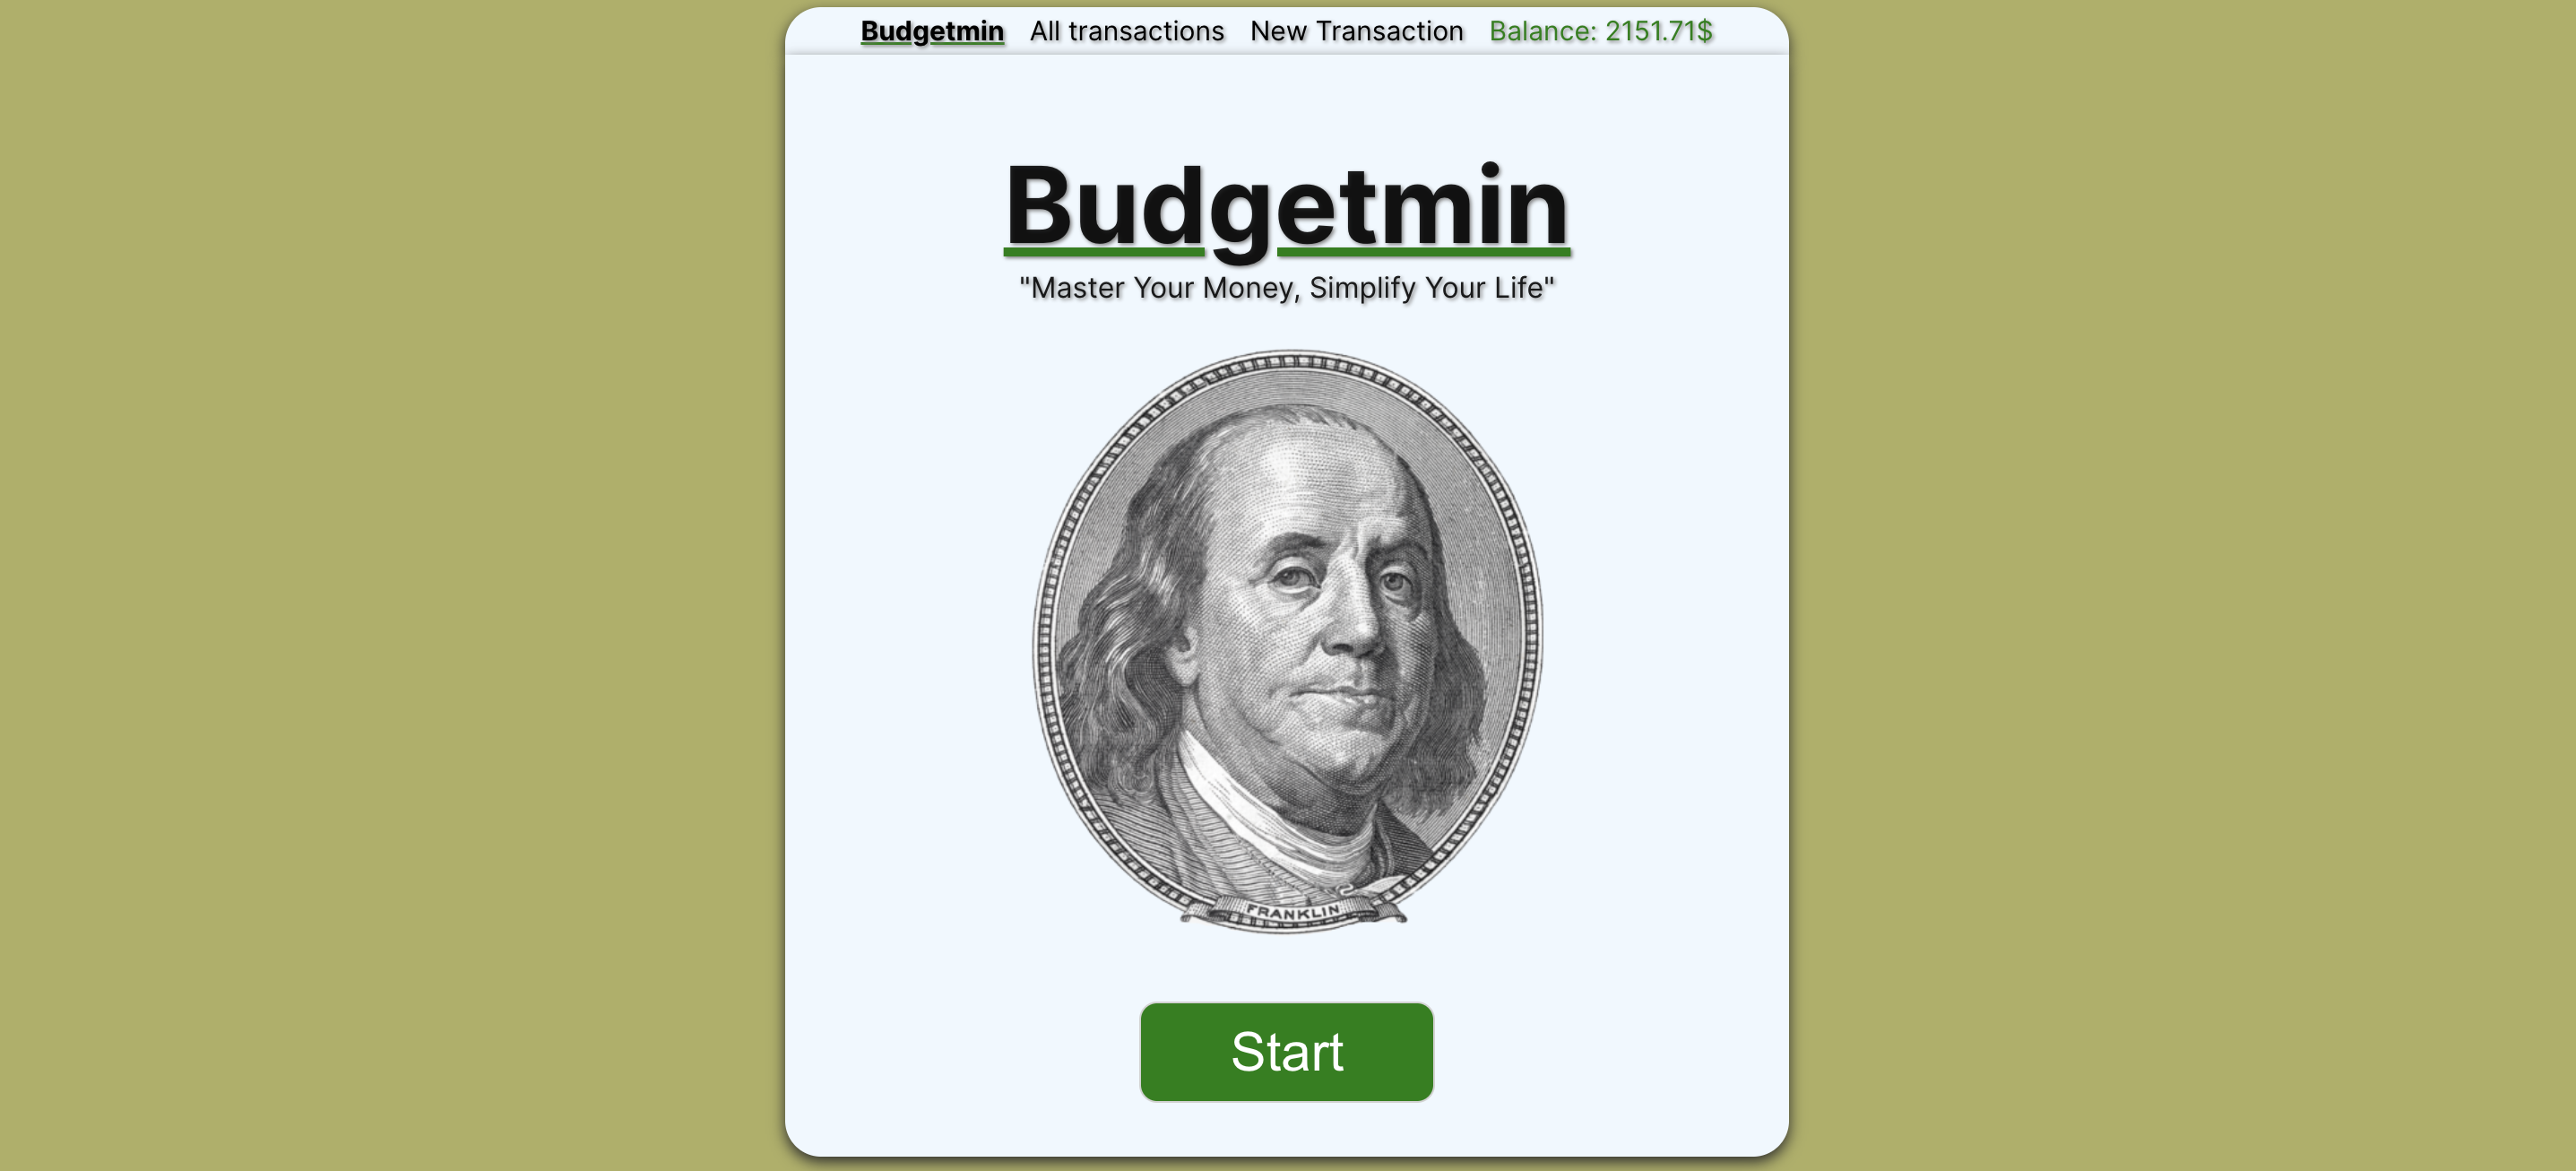 Budgetmin All transactions New Transaction Balance: 2151.71$
Budgetmin
"Master Your Money, Simplify Your Life"
FRANKLIN
Start